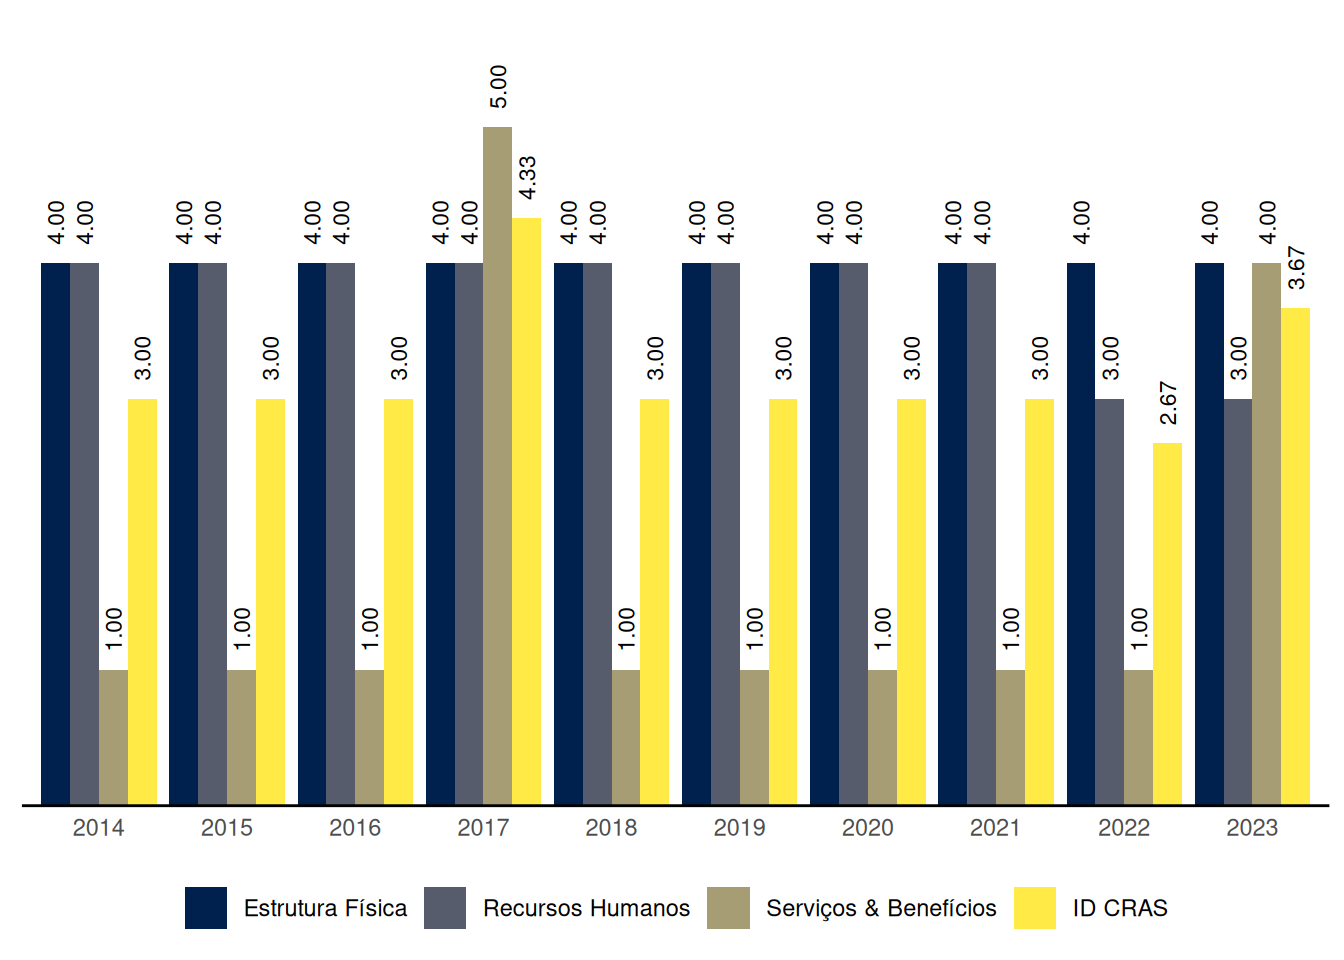 5.00
4.33
4.00 4.00 4.00 4.00 4.00 4.00 4.00 4.00 4.00 4.00 4.00 4.00 4.00 4.00 4.00 4.00 4.00 4.00 4.00
3.67
3.00 3.00 3.00 3.00 3.00 3.00 3.00 3.00 3.00
2.67
1.00 1.00 1.00 1.00 1.00 1.00 1.00 1.00
2014 2015 2016 2017 2018 2019 2020 2021 2022 2023
Estrutura Física Recursos Humanos Serviços & Benefícios ID CRAS